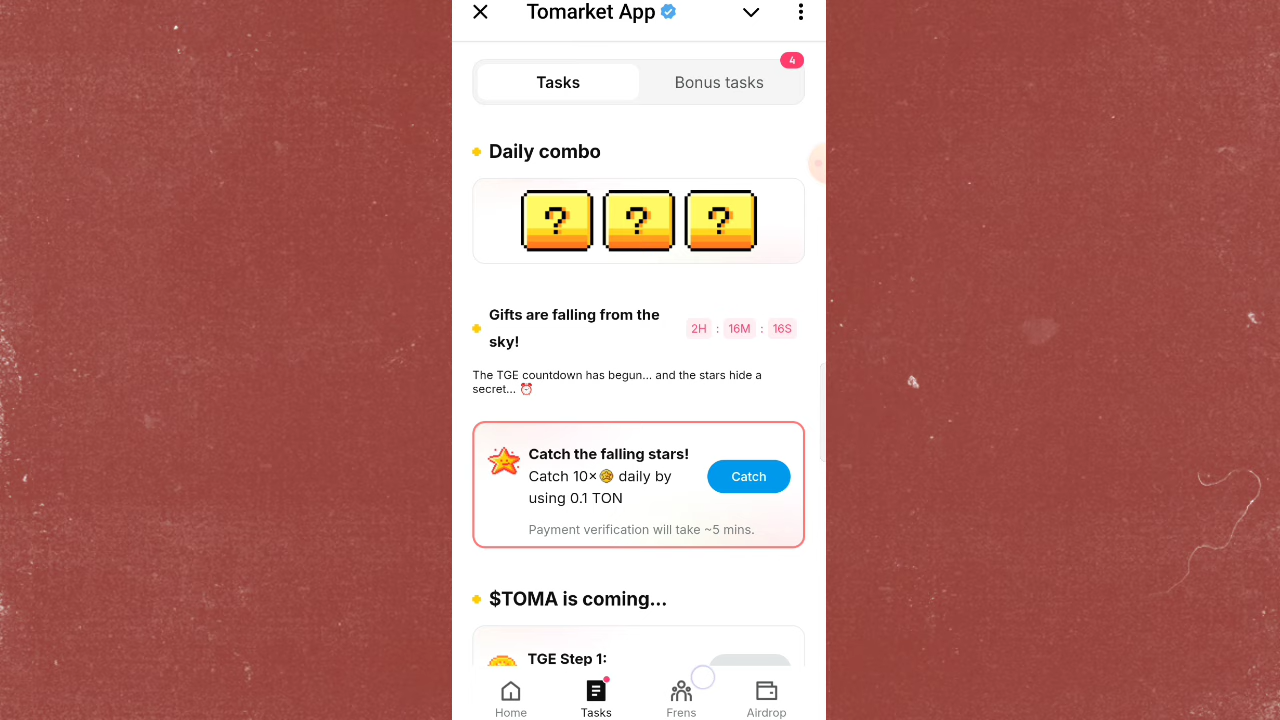 Tomarket App
4
Tasks
Bonus tasks
Daily combo
? ? ?
Gifts are falling from the
sky!
2H : 16M : 16S
The TGE countdown has begun... and the stars hide a
secret... ⏰
Catch the falling stars!
Catch 10× daily by
using 0.1 TON
Catch
Payment verification will take ~5 mins.
$TOMA is coming...
TGE Step 1:
Home
Tasks
Frens
Airdrop